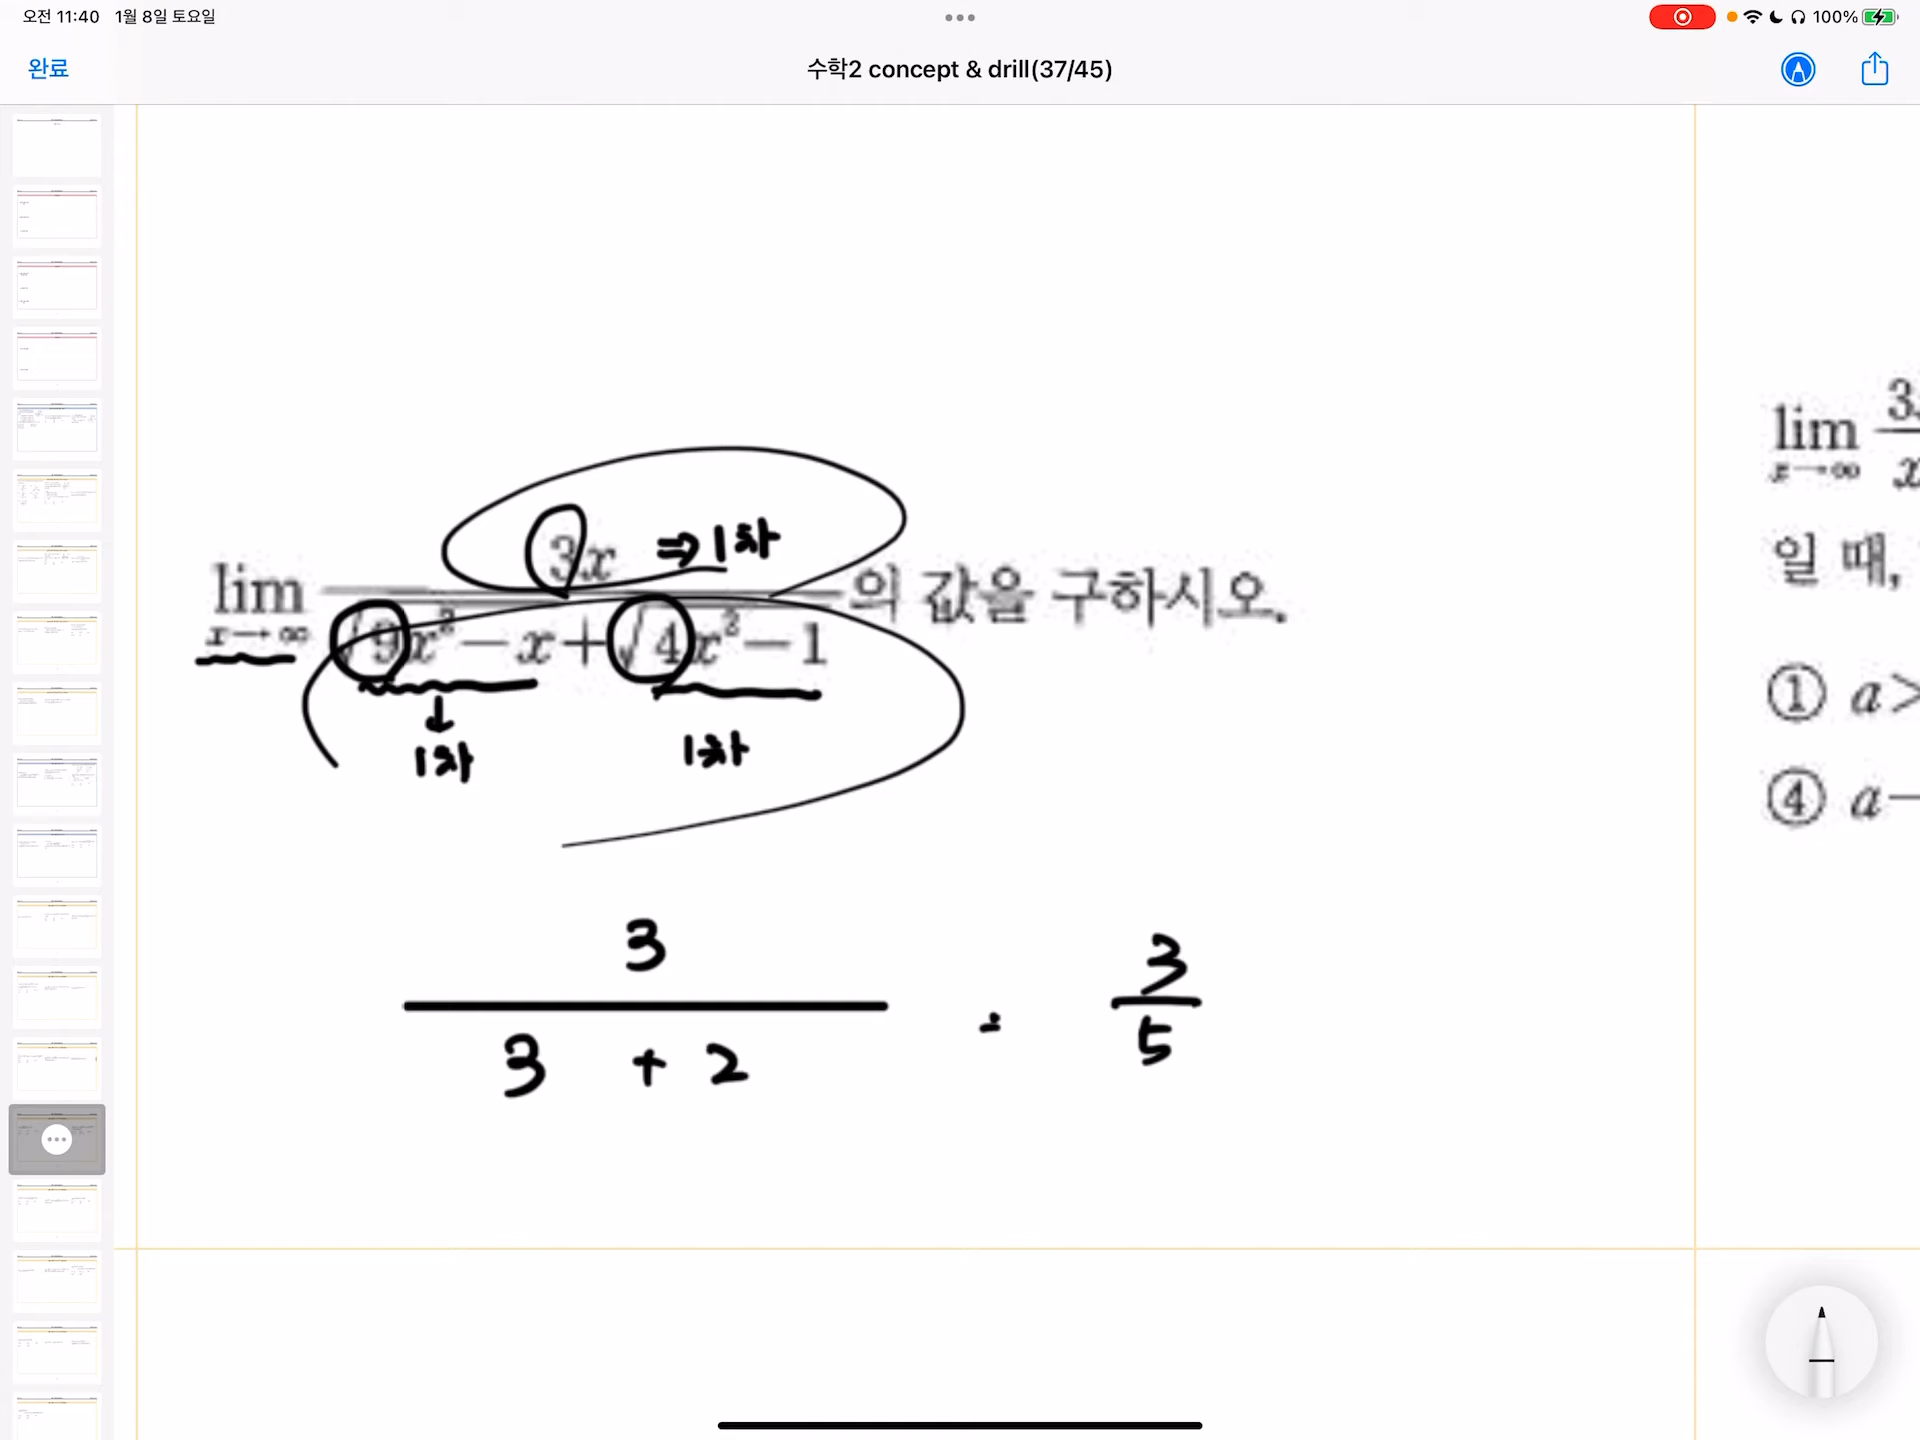 오전 11:40 1월 8일 토요일
100%
완료
수학2 concept & drill(37/45)
3x ⇒ 1차
lim x→∞ 3x / (√9x² − x + √4x² − 1) 의 값을 구하시오.
↓
1차 1차
3 / (3 + 2) = 3/5
lim x→∞
일 때,
① a>
④ a−